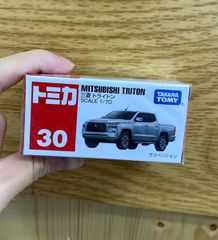 トミカ
MITSUBISHI TRITON
三菱 トライトン
SCALE 1/70
TAKARA
TOMY
30
サスペンション